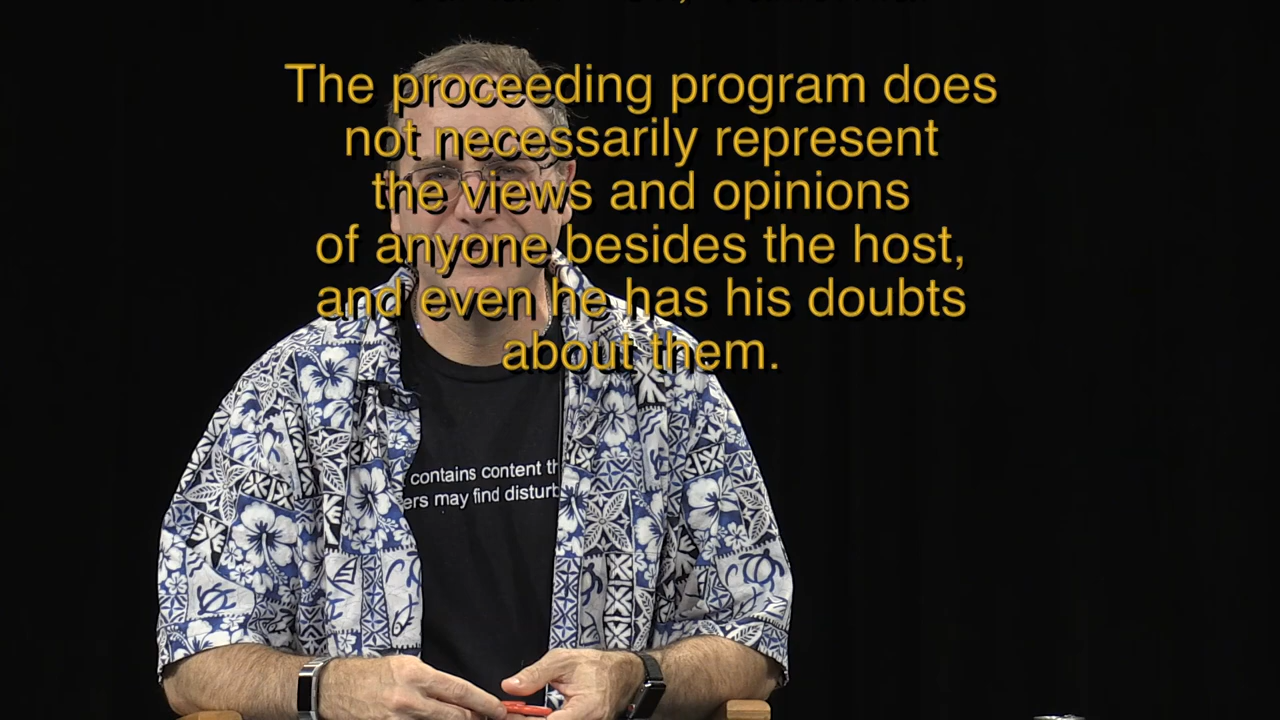 The proceeding program does
not necessarily represent
the views and opinions
of anyone besides the host,
and even he has his doubts
about them.
contains content th
ers may find disturb